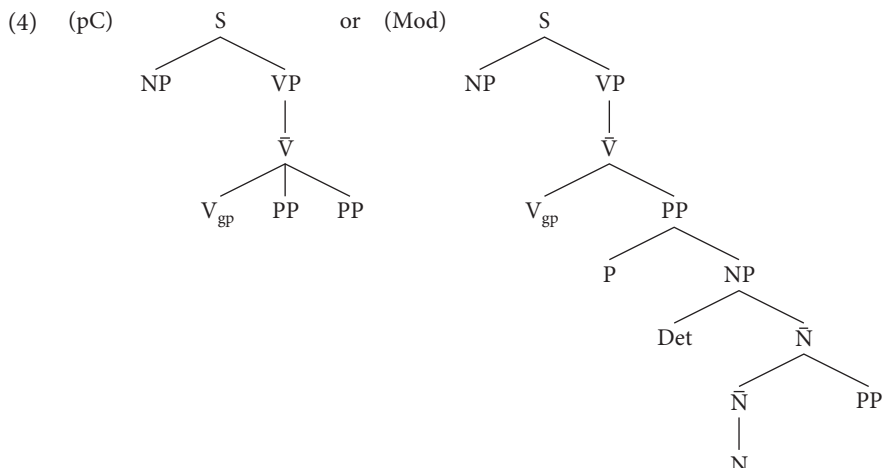 (4) (pC) S or (Mod) S
NP VP NP VP
V̄ V̄
V_gp PP PP V_gp PP
P NP
Det N̄
N̄ PP
N